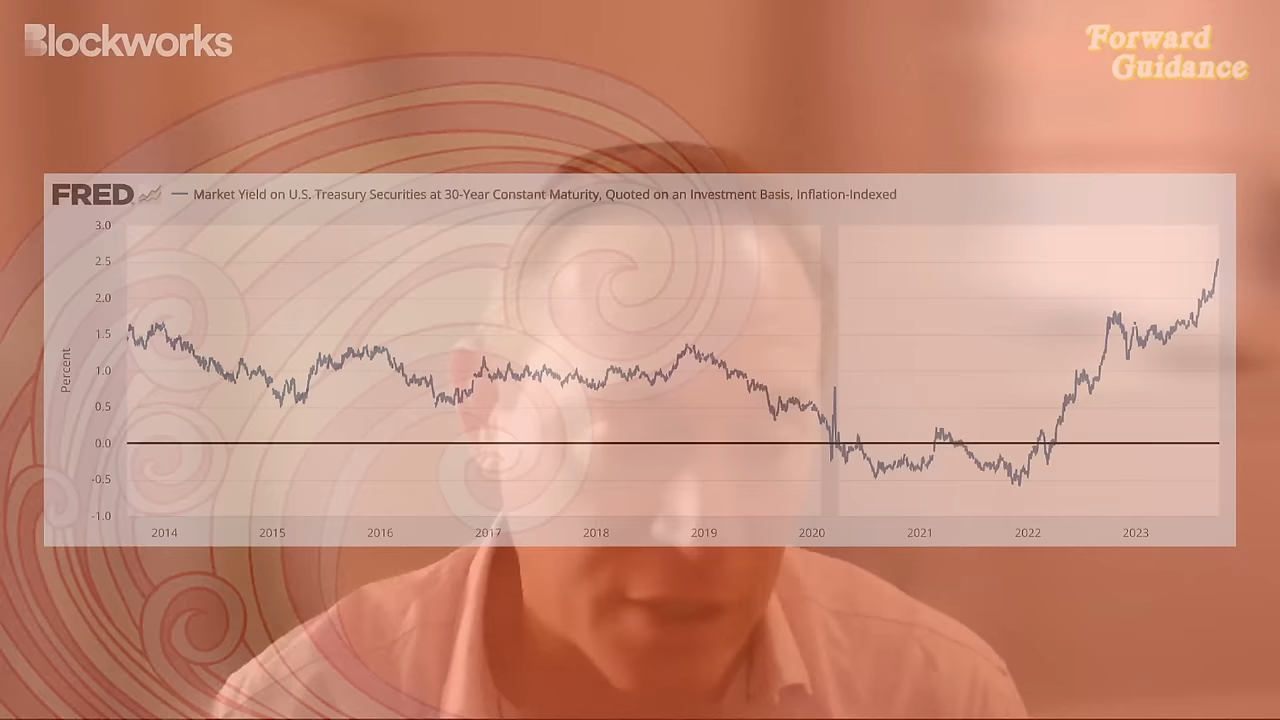 Blockworks
Forward
Guidance
FRED
Market Yield on U.S. Treasury Securities at 30-Year Constant Maturity, Quoted on an Investment Basis, Inflation-Indexed
3.0
2.5
2.0
1.5
1.0
0.5
0.0
-0.5
-1.0
Percent
2014 2015 2016 2017 2018 2019 2020 2021 2022 2023